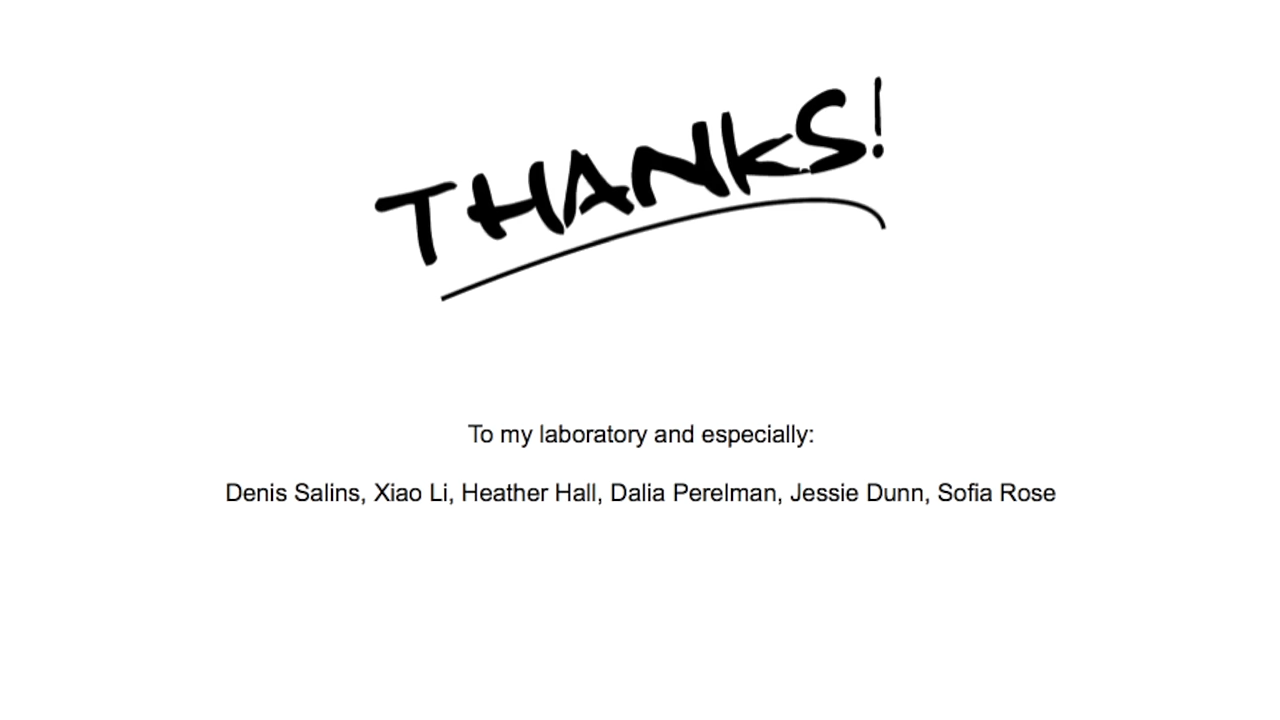 THANKS!
To my laboratory and especially:
Denis Salins, Xiao Li, Heather Hall, Dalia Perelman, Jessie Dunn, Sofia Rose